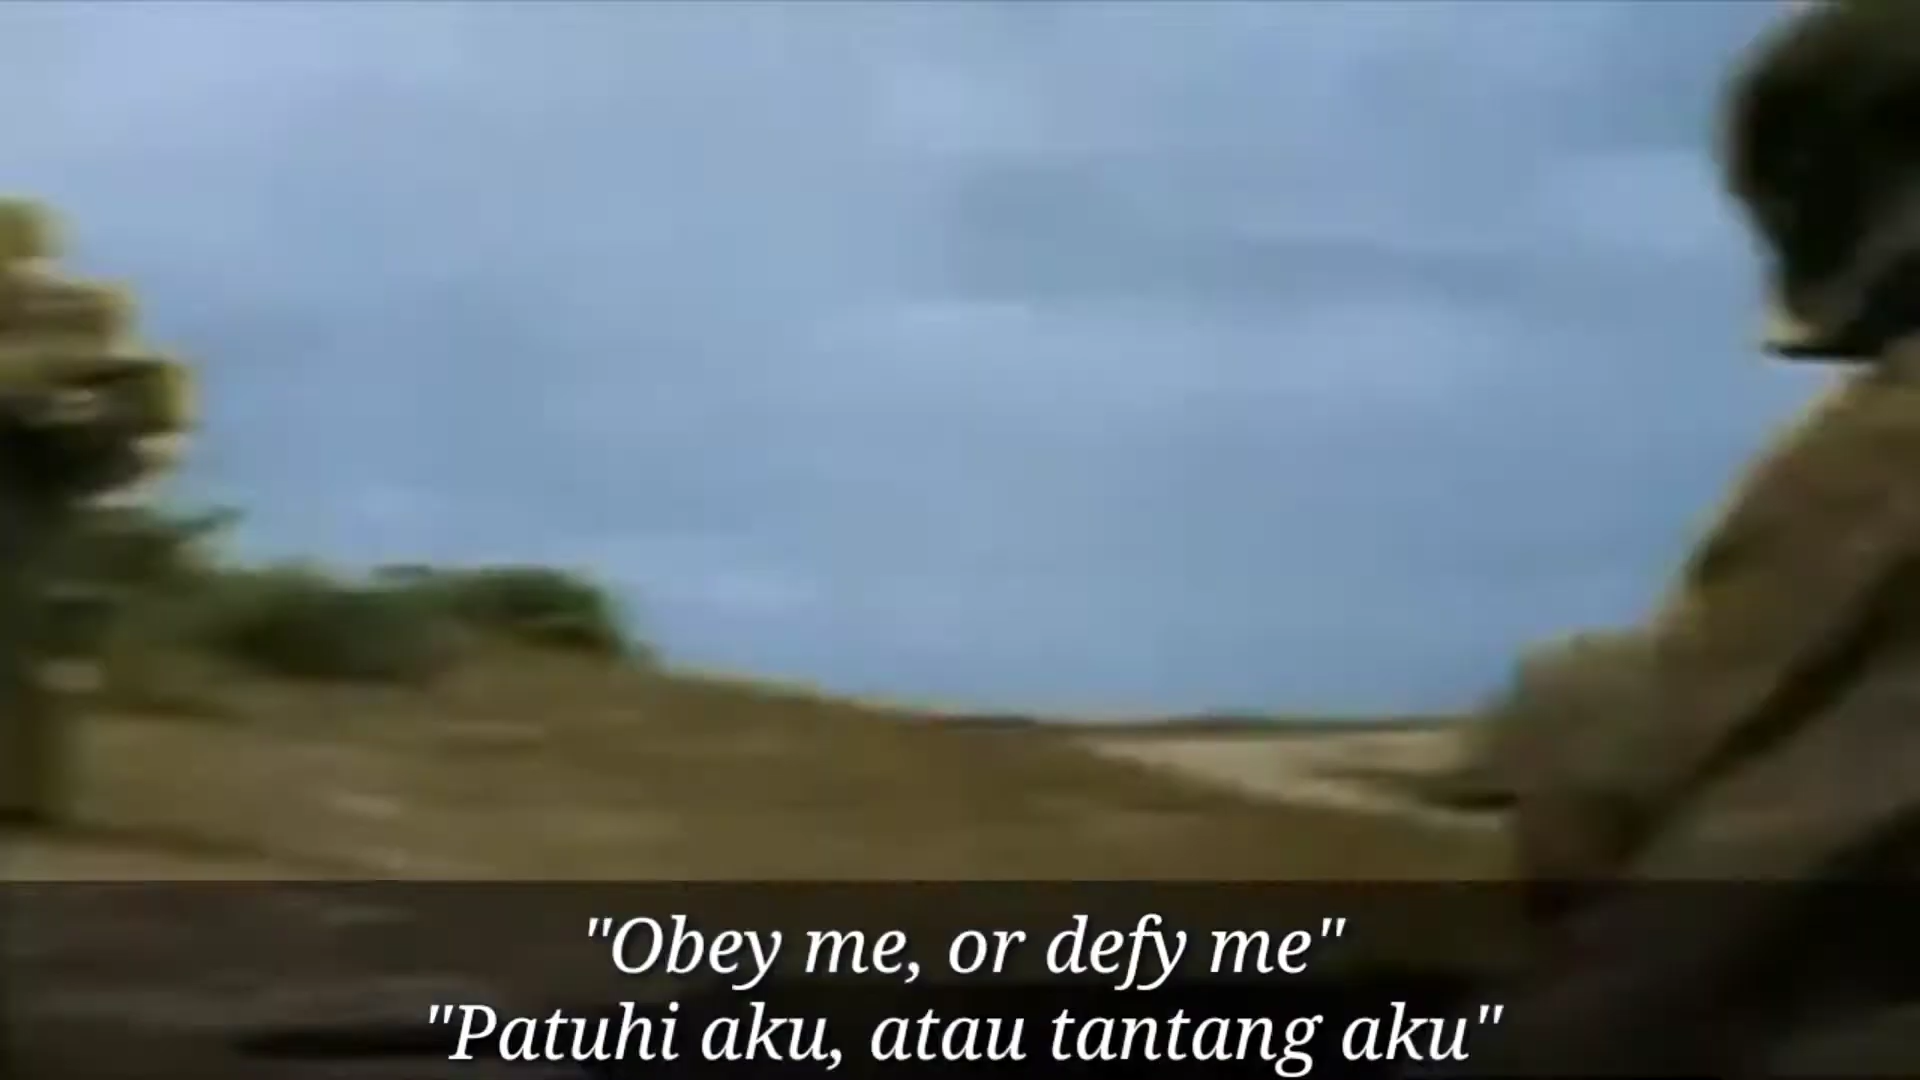 "Obey me, or defy me"
"Patuhi aku, atau tantang aku"